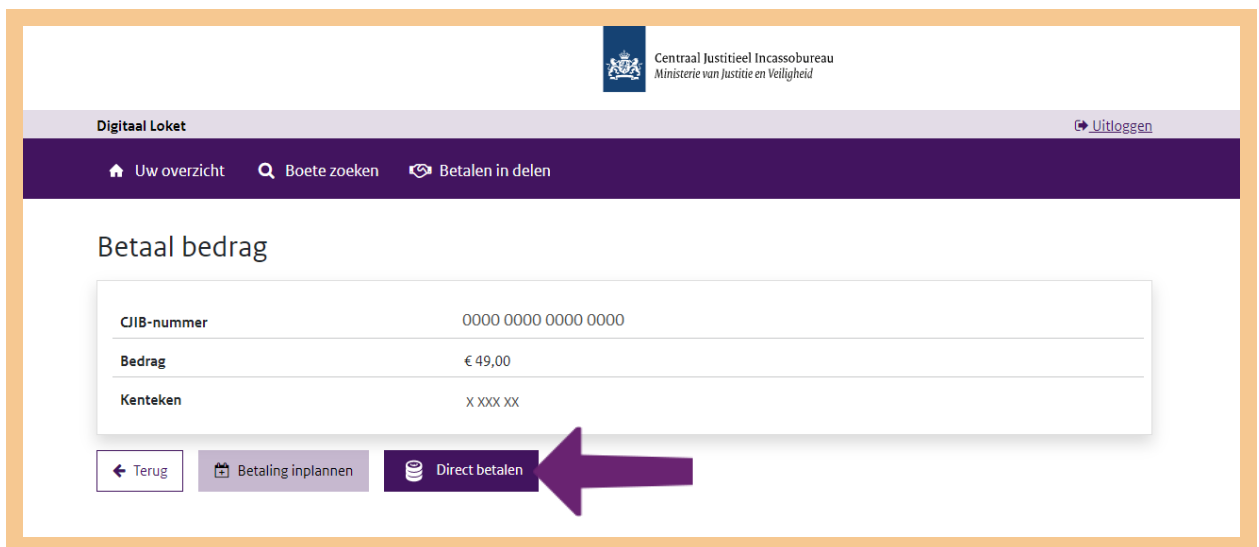 Centraal Justitieel Incassobureau
Ministerie van Justitie en Veiligheid
Digitaal Loket Uitloggen
Uw overzicht Boete zoeken Betalen in delen
Betaal bedrag
CJIB-nummer 0000 0000 0000 0000
Bedrag € 49,00
Kenteken X XXX XX
Terug Betaling inplannen Direct betalen